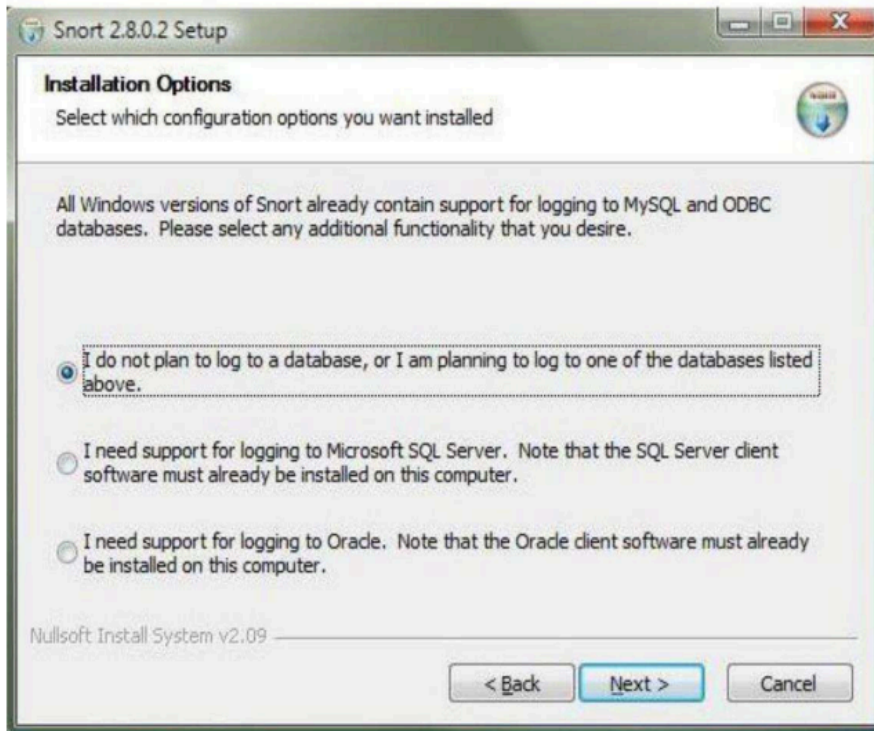 Snort 2.8.0.2 Setup
Installation Options
Select which configuration options you want installed
All Windows versions of Snort already contain support for logging to MySQL and ODBC
databases. Please select any additional functionality that you desire.
I do not plan to log to a database, or I am planning to log to one of the databases listed
above.
I need support for logging to Microsoft SQL Server. Note that the SQL Server client
software must already be installed on this computer.
I need support for logging to Oracle. Note that the Oracle client software must already
be installed on this computer.
Nullsoft Install System v2.09
< Back
Next >
Cancel